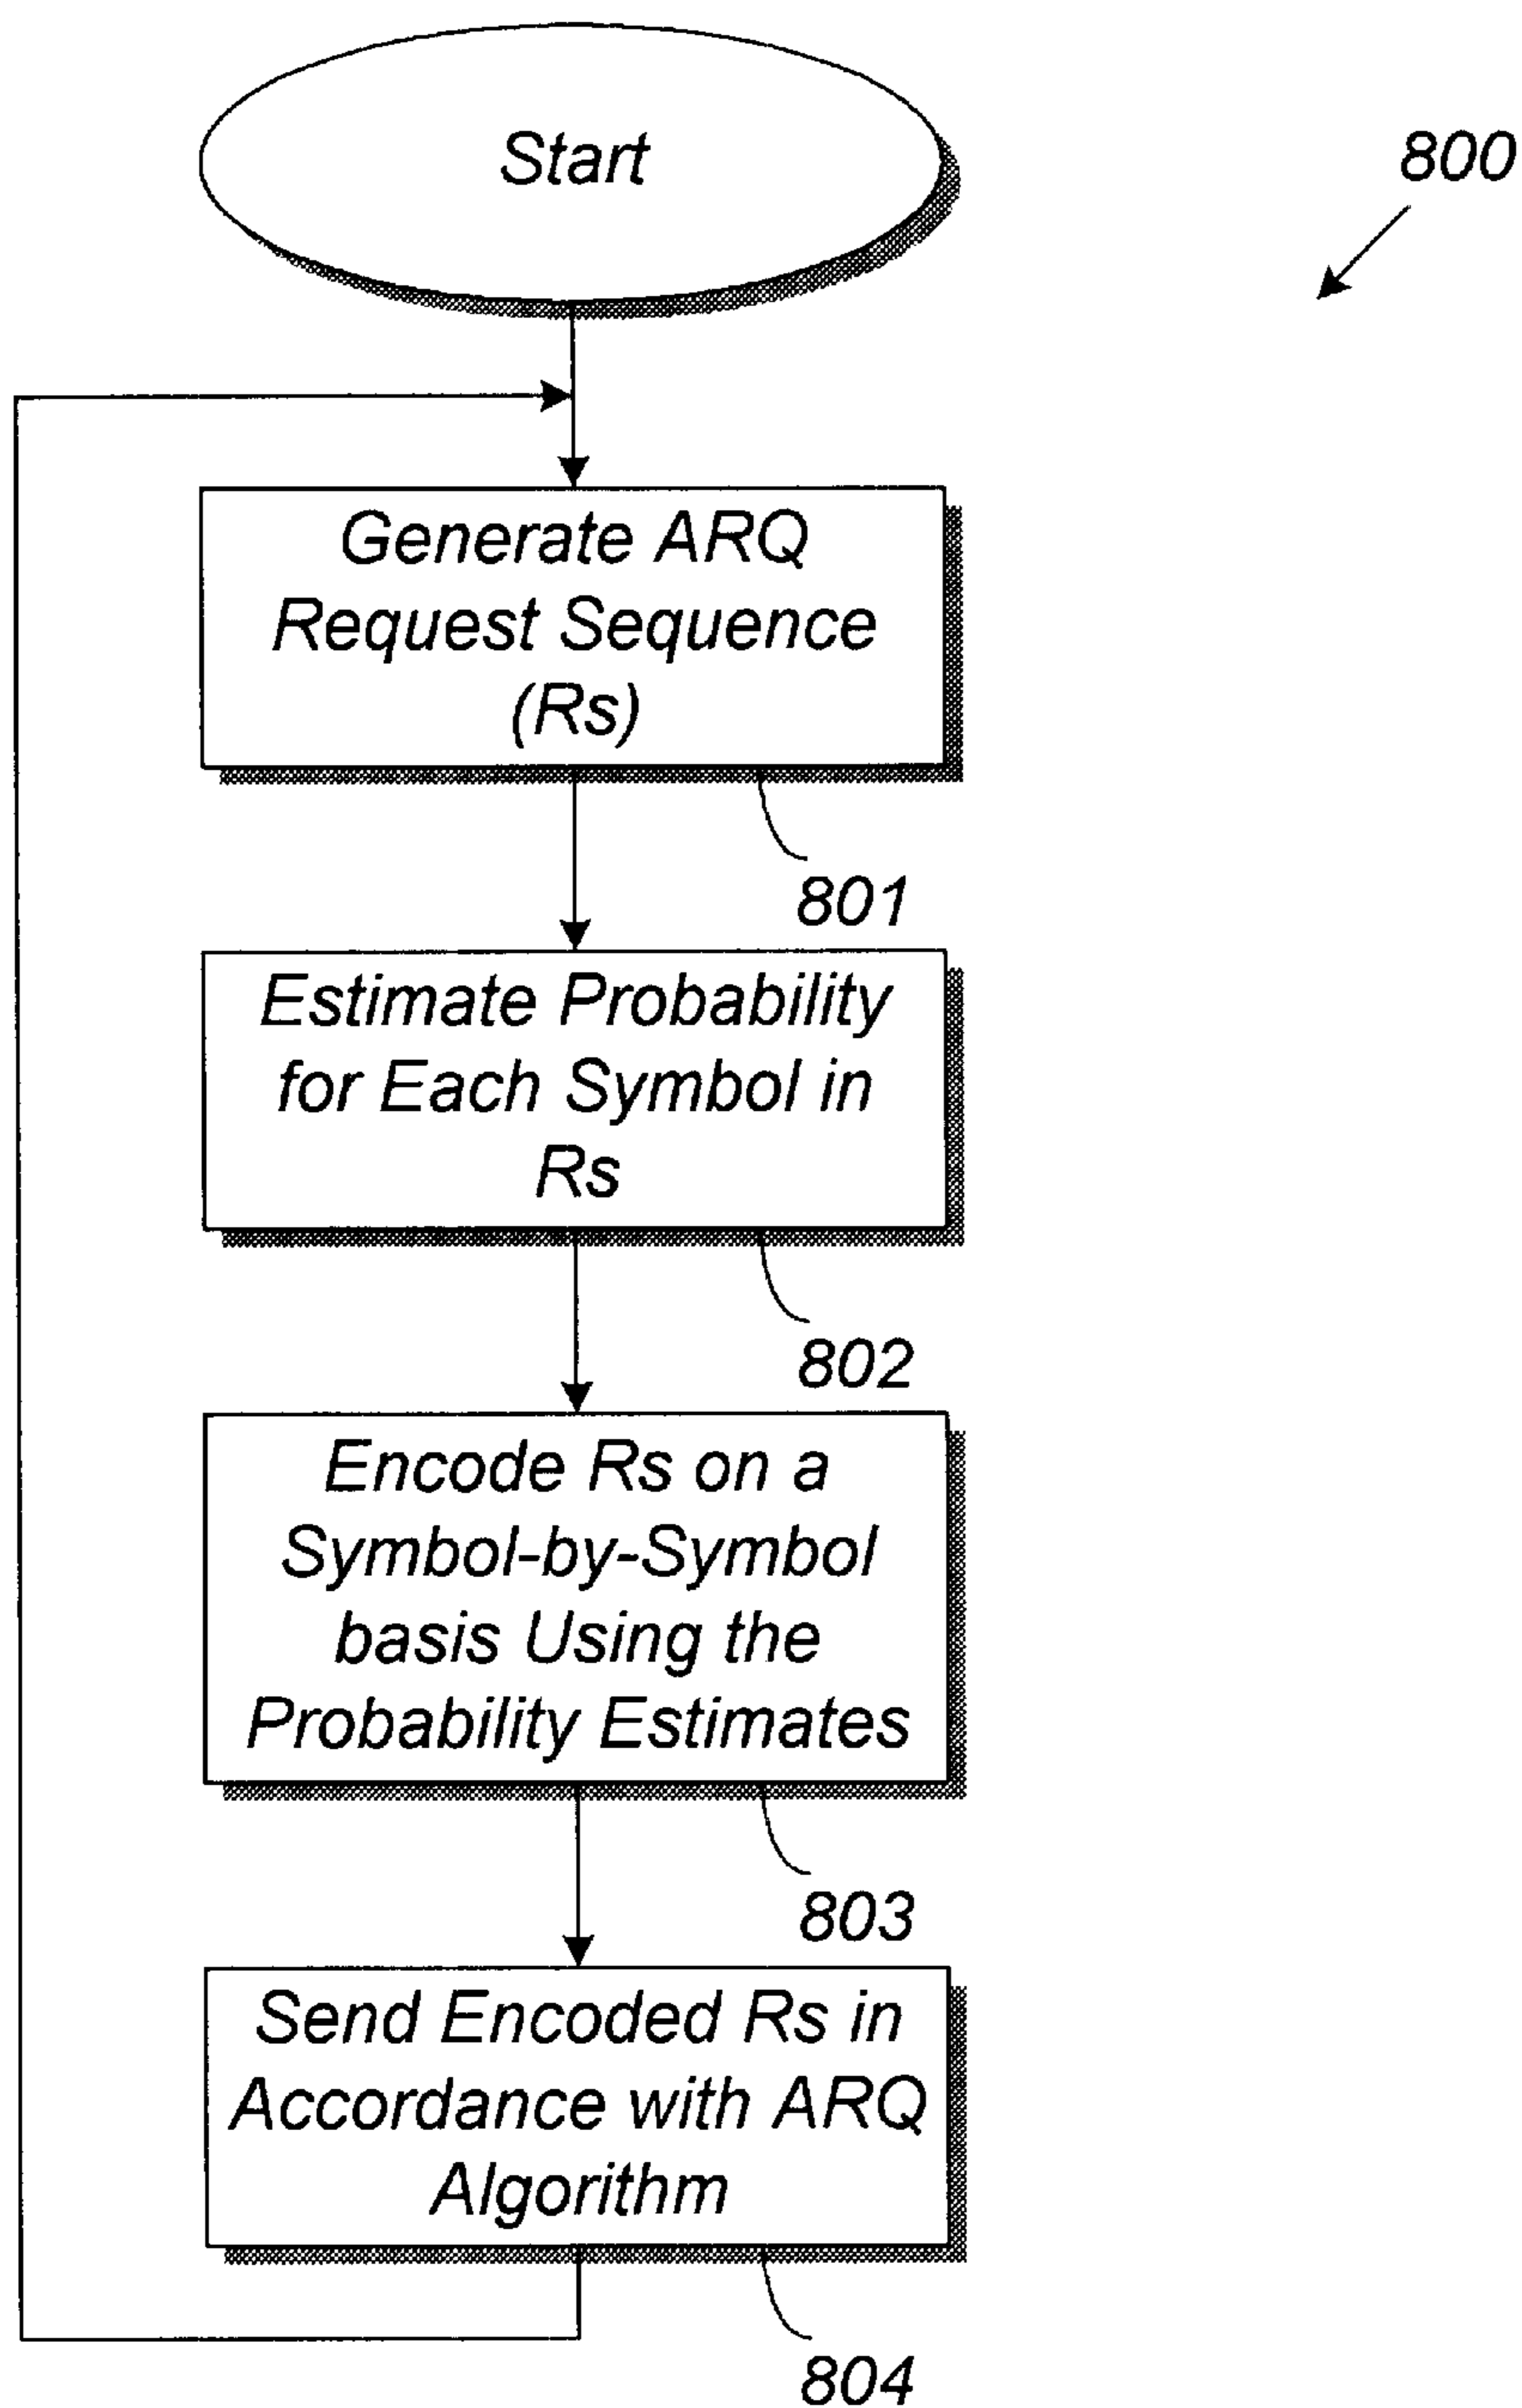 Start
800
Generate ARQ
Request Sequence
(Rs)
801
Estimate Probability
for Each Symbol in
Rs
802
Encode Rs on a
Symbol-by-Symbol
basis Using the
Probability Estimates
803
Send Encoded Rs in
Accordance with ARQ
Algorithm
804